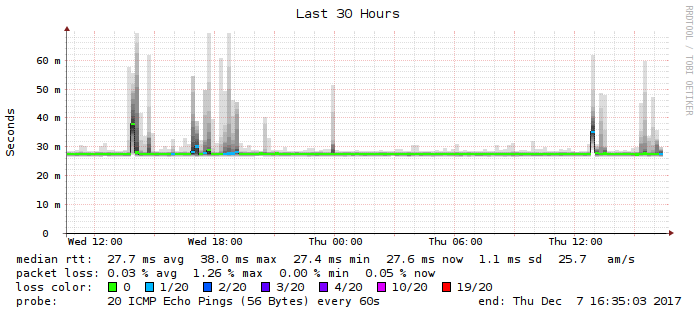 Last 30 Hours
RRDTOOL / TOBI OETIKER
Seconds
60 m
50 m
40 m
30 m
20 m
10 m
0
Wed 12:00 Wed 18:00 Thu 00:00 Thu 06:00 Thu 12:00
median rtt: 27.7 ms avg 38.0 ms max 27.4 ms min 27.6 ms now 1.1 ms sd 25.7 am/s
packet loss: 0.03 % avg 1.26 % max 0.00 % min 0.05 % now
loss color: 0 1/20 2/20 3/20 4/20 10/20 19/20
probe: 20 ICMP Echo Pings (56 Bytes) every 60s end: Thu Dec 7 16:35:03 2017